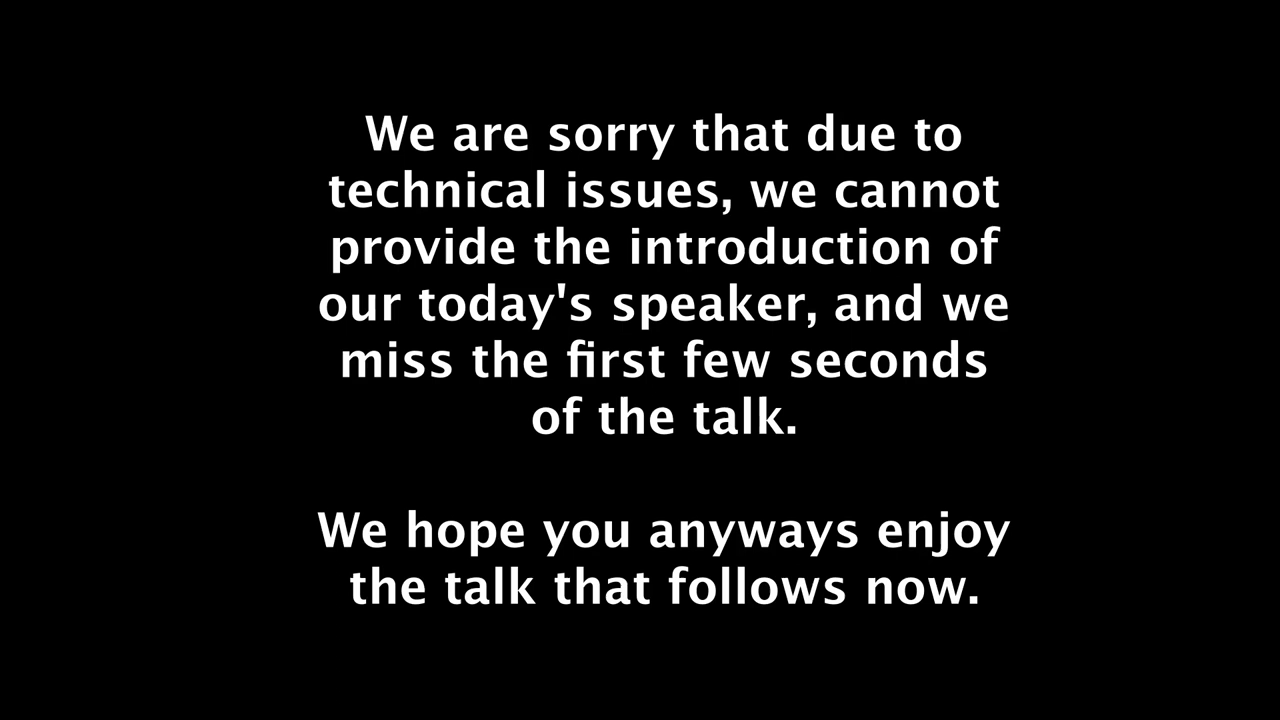 We are sorry that due to
technical issues, we cannot
provide the introduction of
our today's speaker, and we
miss the first few seconds
of the talk.
We hope you anyways enjoy
the talk that follows now.